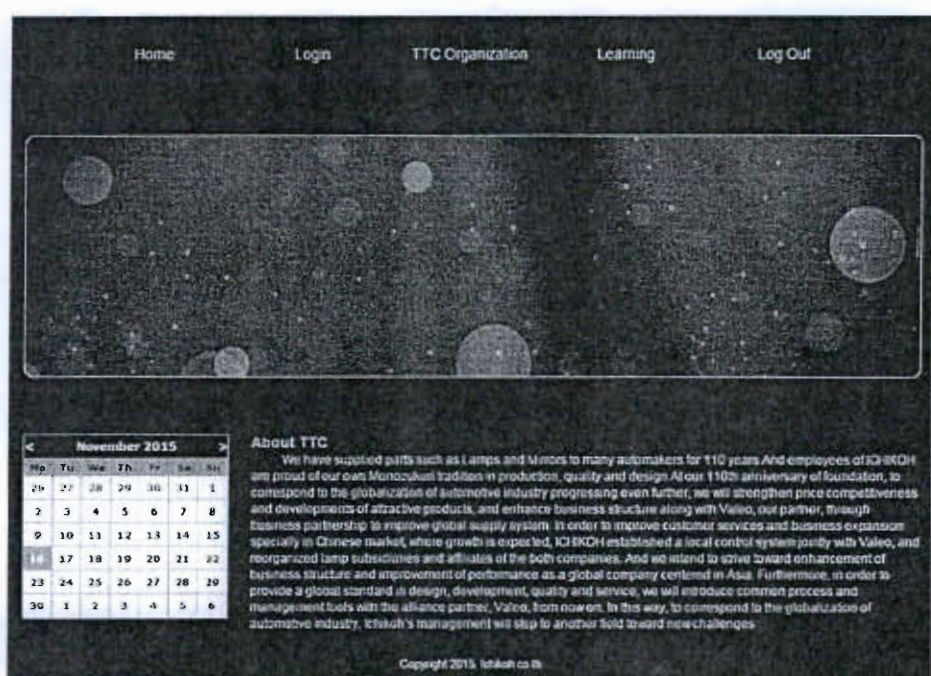 Home Login TTC Organization Learning Log Out
< November 2015 >
Mo Tu We Th Fr Sa Su
26 27 28 29 30 31 1
2 3 4 5 6 7 8
9 10 11 12 13 14 15
16 17 18 19 20 21 22
23 24 25 26 27 28 29
30 1 2 3 4 5 6
About TTC
We have supplied parts such as Lamps and Mirrors to many automakers for 110 years And employees of ICHIKOH
are proud of our own Monozukuri tradition in production, quality and design At our 110th anniversary of foundation, to
correspond to the globalization of automotive industry progressing even further, we will strengthen price competitiveness
and developments of attractive products, and enhance business structure along with Valeo, our partner, through
business partnership to improve global supply system. In order to improve customer services and business expansion
specially in Chinese market, where growth is expected, ICHIKOH established a local control system jointly with Valeo, and
reorganized lamp subsidiaries and affiliates of the both companies. And we intend to strive toward enhancement of
business structure and improvement of performance as a global company centered in Asia. Furthermore, in order to
provide a global standard in design, development, quality and service, we will introduce common process and
management tools with the alliance partner, Valeo, from now on. In this way, to correspond to the globalization of
automotive industry, Ichikoh's management will step to another field toward new challenges
Copyright 2015 Ichikoh.co.th